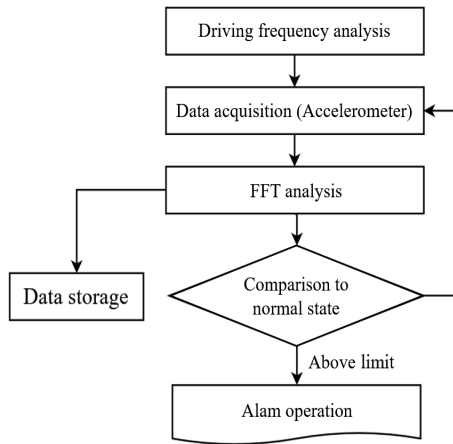 Driving frequency analysis
Data acquisition (Accelerometer)
FFT analysis
Data storage
Comparison to
normal state
Above limit
Alam operation